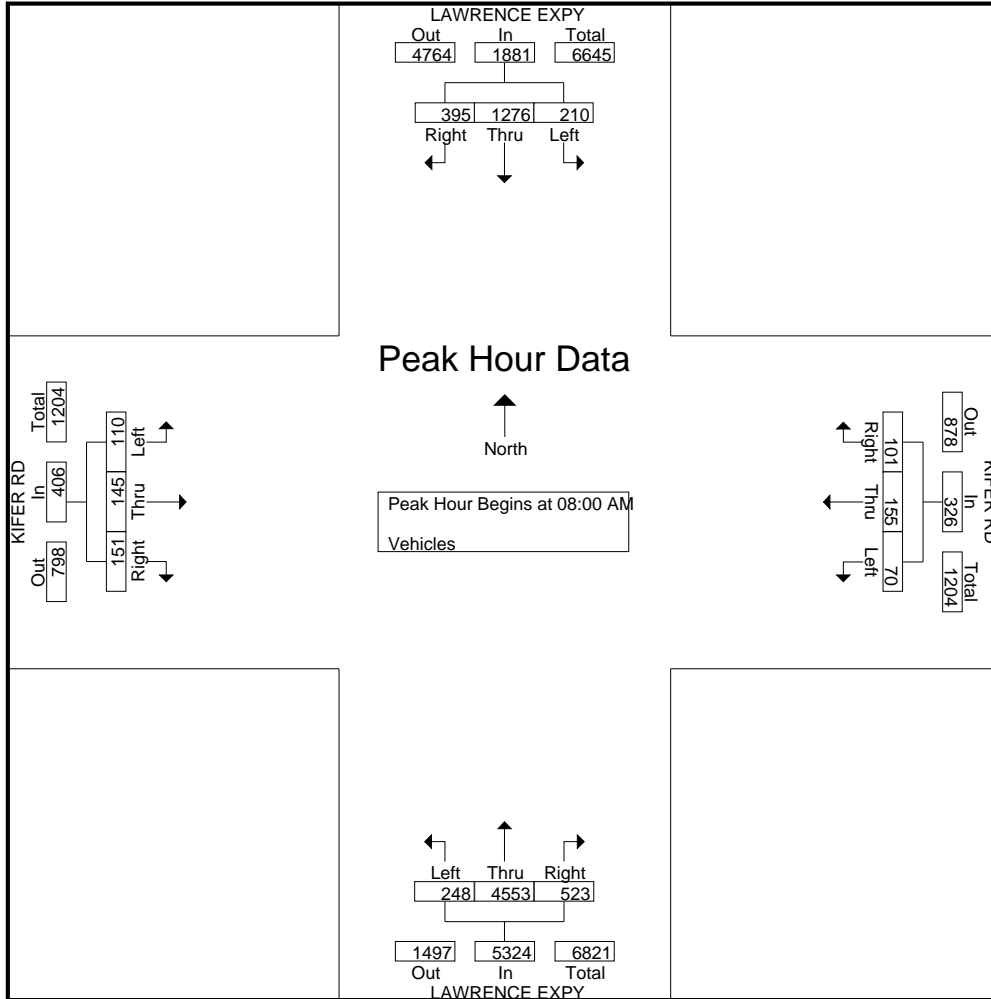 LAWRENCE EXPY
Out In Total
4764 1881 6645
395 1276 210
Right Thru Left
Peak Hour Data
North
Peak Hour Begins at 08:00 AM
Vehicles
KIFER RD
Out In Total
798 406 1204
151 145 110
Right Thru Left
KIFER RD
Out In Total
878 326 1204
101 155 70
Right Thru Left
Left Thru Right
248 4553 523
1497 5324 6821
Out In Total
LAWRENCE EXPY